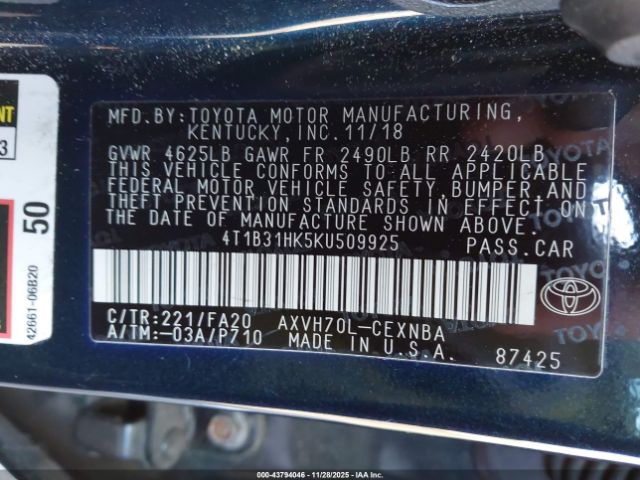 MFD.BY:TOYOTA MOTOR MANUFACTURING,
KENTUCKY,INC.11/18
GVWR 4625LB GAWR FR 2490LB RR 2420LB
THIS VEHICLE CONFORMS TO ALL APPLICABLE
FEDERAL MOTOR VEHICLE SAFETY,BUMPER,AND
THEFT PREVENTION STANDARDS IN EFFECT ON
THE DATE OF MANUFACTURE SHOWN ABOVE.
4T1B31HK5KU509925 PASS.CAR
C/TR:221/FA20 AXVH70L-CEXNBA
A/TM:-03A/P710 MADE IN U.S.A. 87425
50
42661-06B20
000-43794046 | 11/28/2025 - IAAI.COM